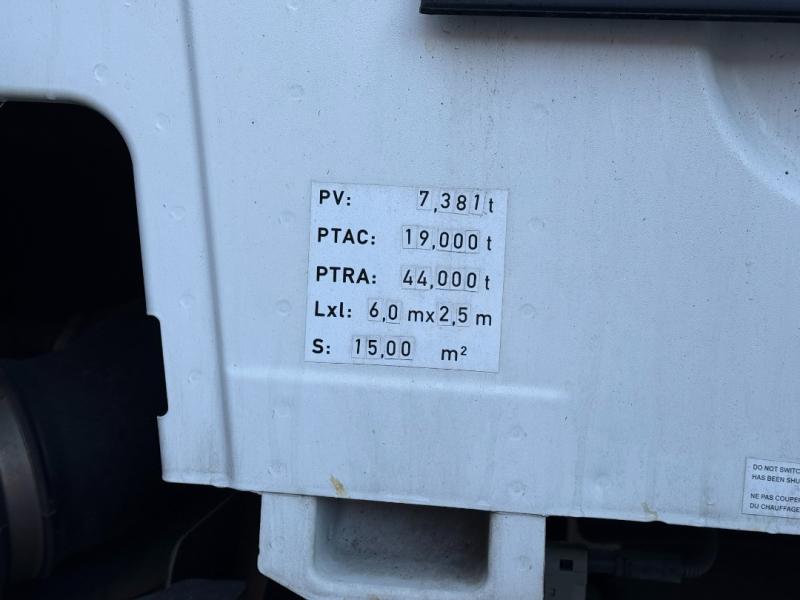 PV: 7,381 t
PTAC: 19,000 t
PTRA: 44,000 t
Lxl: 6,0 mx 2,5 m
S: 15,00 m²
DO NOT SWITC
HAS BEEN SHU
NE PAS COUPE
DU CHAUFFAGE